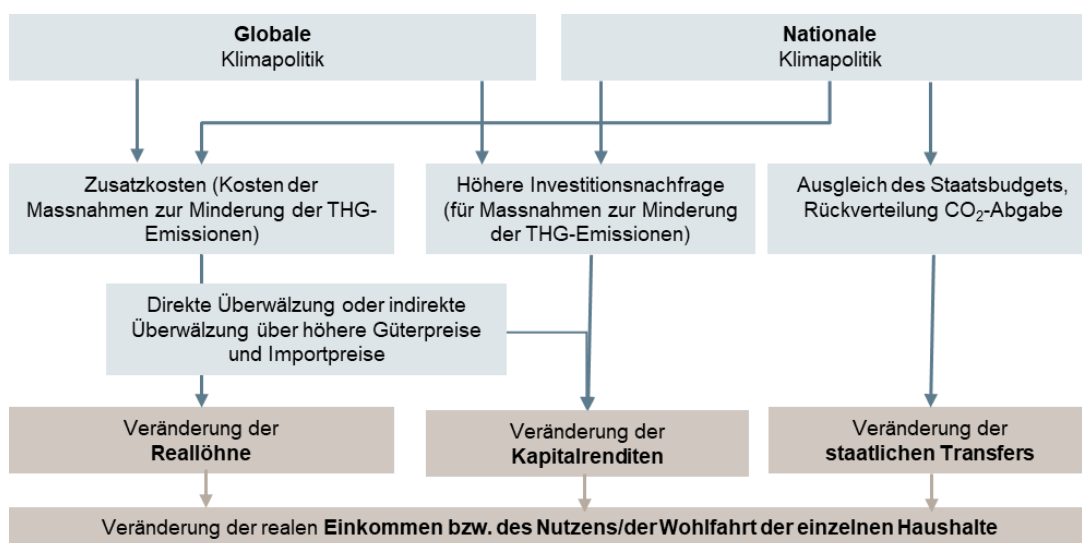 Globale
Klimapolitik
Nationale
Klimapolitik
Zusatzkosten (Kosten der
Massnahmen zur Minderung der THG-
Emissionen)
Höhere Investitionsnachfrage
(für Massnahmen zur Minderung
der THG-Emissionen)
Ausgleich des Staatsbudgets,
Rückverteilung CO₂-Abgabe
Direkte Überwälzung oder indirekte
Überwälzung über höhere Güterpreise
und Importpreise
Veränderung der
Reallöhne
Veränderung der
Kapitalrenditen
Veränderung der
staatlichen Transfers
Veränderung der realen Einkommen bzw. des Nutzens/der Wohlfahrt der einzelnen Haushalte